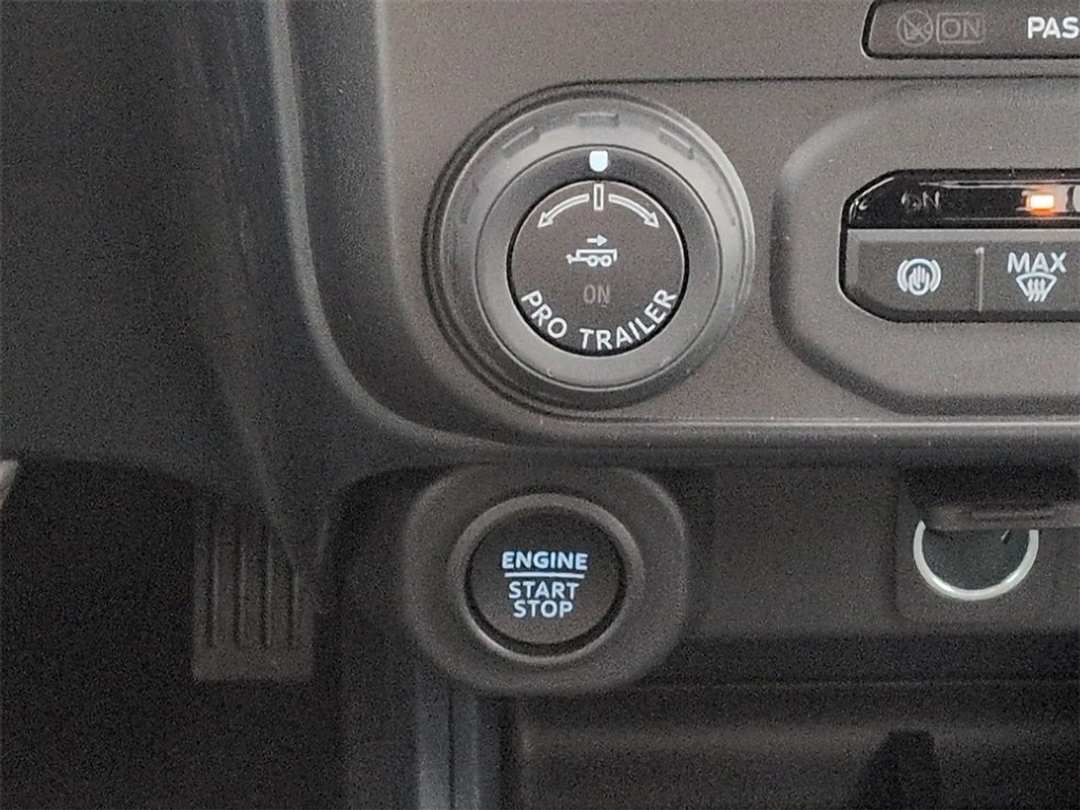 ON PAS
ON
MAX
ON
PRO TRAILER
ENGINE
START
STOP